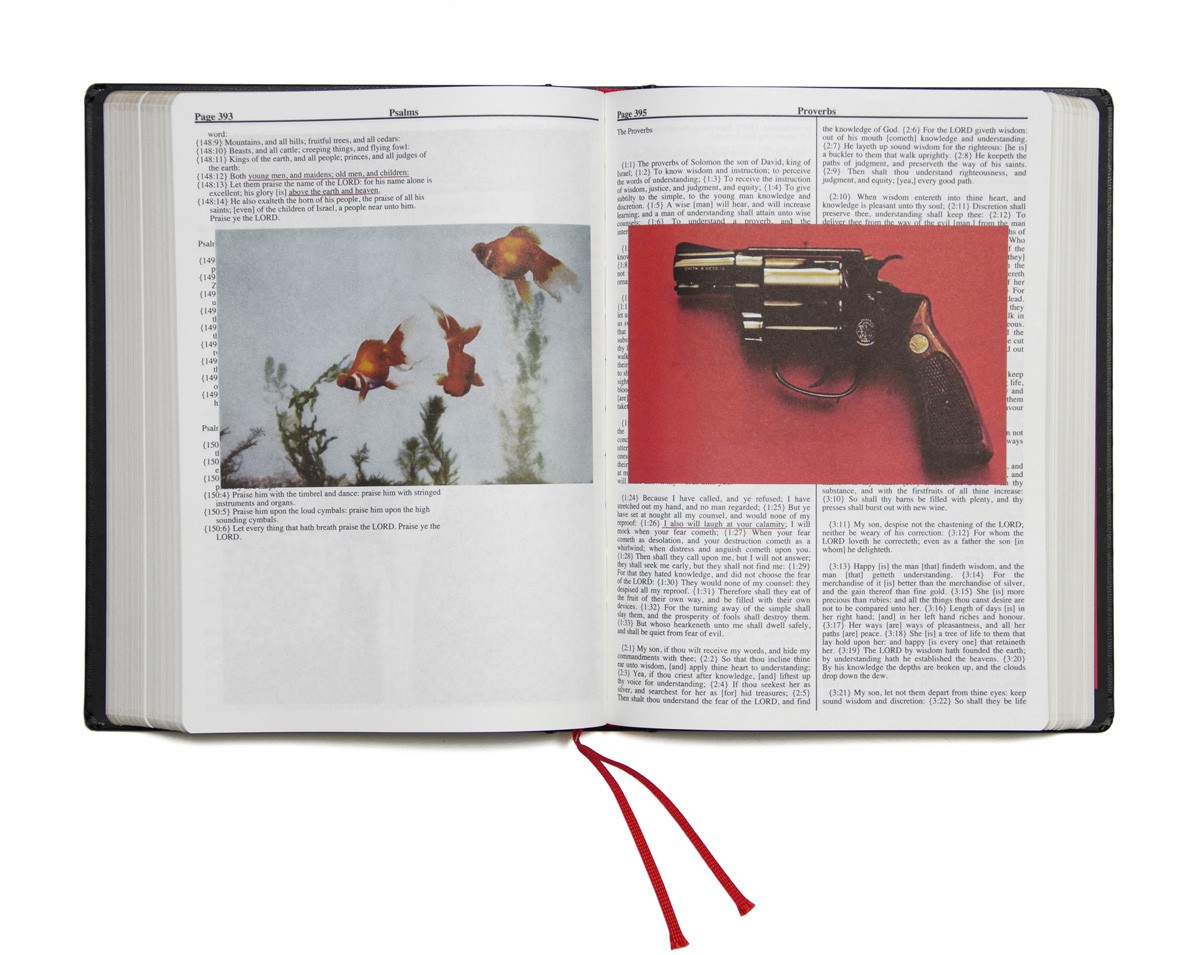 Page 393
Psalms
word:
{148:9} Mountains, and all hills; fruitful trees, and all cedars:
{148:10} Beasts, and all cattle; creeping things, and flying fowl:
{148:11} Kings of the earth, and all people; princes, and all judges of
the earth:
{148:12} Both young men, and maidens; old men, and children:
{148:13} Let them praise the name of the LORD: for his name alone is
excellent; his glory [is] above the earth and heaven.
{148:14} He also exalteth the horn of his people, the praise of all his
saints; [even] of the children of Israel, a people near unto him.
Praise ye the LORD.
{150:4} Praise him with the timbrel and dance: praise him with stringed
instruments and organs.
{150:5} Praise him upon the loud cymbals: praise him upon the high
sounding cymbals.
{150:6} Let every thing that hath breath praise the LORD. Praise ye the
LORD.
Page 395
Proverbs
The Proverbs
{1:1} The proverbs of Solomon the son of David, king of
Israel; {1:2} To know wisdom and instruction; to perceive
the words of understanding; {1:3} To receive the instruction
of wisdom, justice, and judgment, and equity; {1:4} To give
subtilty to the simple, to the young man knowledge and
discretion. {1:5} A wise [man] will hear, and will increase
learning; and a man of understanding shall attain unto wise
counsels: {1:6} To understand a proverb, and the
{1:24} Because I have called, and ye refused; I have
stretched out my hand, and no man regarded; {1:25} But ye
have set at nought all my counsel, and would none of my
reproof: {1:26} I also will laugh at your calamity; I will
mock when your fear cometh; {1:27} When your fear
cometh as desolation, and your destruction cometh as a
whirlwind; when distress and anguish cometh upon you.
{1:28} Then shall they call upon me, but I will not answer;
they shall seek me early, but they shall not find me: {1:29}
For that they hated knowledge, and did not choose the fear
of the LORD: {1:30} They would none of my counsel: they
despised all my reproof. {1:31} Therefore shall they eat of
the fruit of their own way, and be filled with their own
devices. {1:32} For the turning away of the simple shall
slay them, and the prosperity of fools shall destroy them.
{1:33} But whoso hearkeneth unto me shall dwell safely,
and shall be quiet from fear of evil.
{2:1} My son, if thou wilt receive my words, and hide my
commandments with thee; {2:2} So that thou incline thine
ear unto wisdom, [and] apply thine heart to understanding;
{2:3} Yea, if thou criest after knowledge, [and] liftest up
thy voice for understanding; {2:4} If thou seekest her as
silver, and searchest for her as [for] hid treasures; {2:5}
Then shalt thou understand the fear of the LORD, and find
the knowledge of God. {2:6} For the LORD giveth wisdom:
out of his mouth [cometh] knowledge and understanding.
{2:7} He layeth up sound wisdom for the righteous: [he is]
a buckler to them that walk uprightly. {2:8} He keepeth the
paths of judgment, and preserveth the way of his saints.
{2:9} Then shalt thou understand righteousness, and
judgment, and equity; [yea,] every good path.
{2:10} When wisdom entereth into thine heart, and
knowledge is pleasant unto thy soul; {2:11} Discretion shall
preserve thee, understanding shall keep thee: {2:12} To
deliver thee from the way of the evil [man,] from the man
substance, and with the firstfruits of all thine increase:
{3:10} So shall thy barns be filled with plenty, and thy
presses shall burst out with new wine.
{3:11} My son, despise not the chastening of the LORD;
neither be weary of his correction: {3:12} For whom the
LORD loveth he correcteth; even as a father the son [in
whom] he delighteth.
{3:13} Happy [is] the man [that] findeth wisdom, and the
man [that] getteth understanding. {3:14} For the
merchandise of it [is] better than the merchandise of silver,
and the gain thereof than fine gold. {3:15} She [is] more
precious than rubies: and all the things thou canst desire are
not to be compared unto her. {3:16} Length of days [is] in
her right hand; [and] in her left hand riches and honour.
{3:17} Her ways [are] ways of pleasantness, and all her
paths [are] peace. {3:18} She [is] a tree of life to them that
lay hold upon her: and happy [is every one] that retaineth
her. {3:19} The LORD by wisdom hath founded the earth;
by understanding hath he established the heavens. {3:20}
By his knowledge the depths are broken up, and the clouds
drop down the dew.
{3:21} My son, let not them depart from thine eyes: keep
sound wisdom and discretion: {3:22} So shall they be life